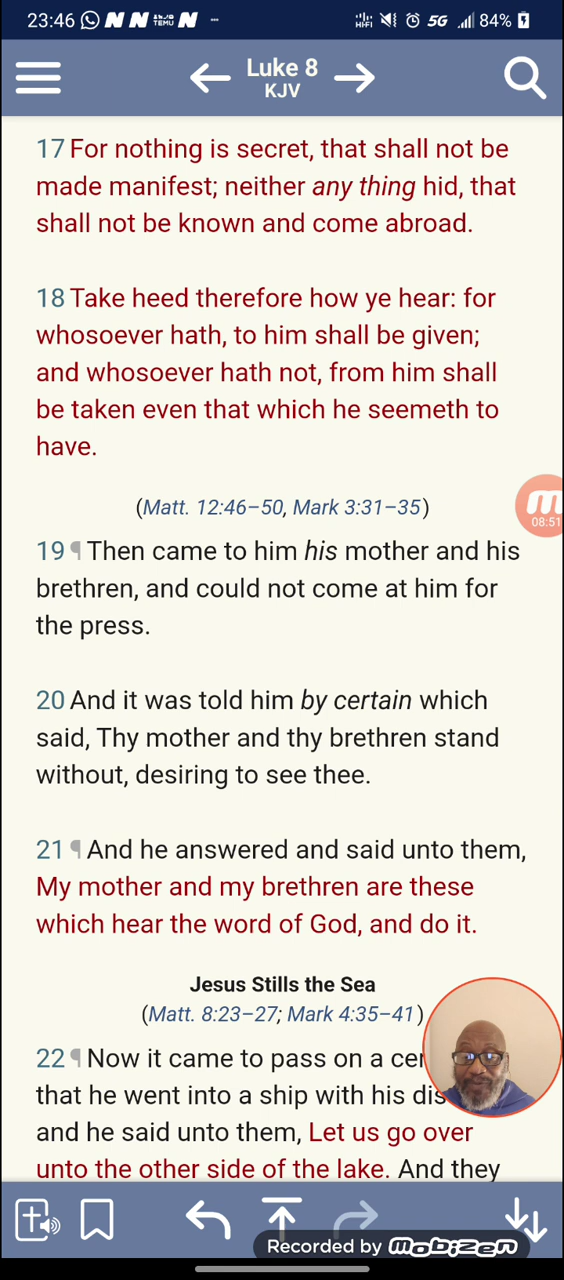 23:46 TEMU HIFI 5G 84%
Luke 8
KJV
17 For nothing is secret, that shall not be
made manifest; neither any thing hid, that
shall not be known and come abroad.
18 Take heed therefore how ye hear: for
whosoever hath, to him shall be given;
and whosoever hath not, from him shall
be taken even that which he seemeth to
have.
(Matt. 12:46–50, Mark 3:31–35)
08:51
19 ¶ Then came to him his mother and his
brethren, and could not come at him for
the press.
20 And it was told him by certain which
said, Thy mother and thy brethren stand
without, desiring to see thee.
21 ¶ And he answered and said unto them,
My mother and my brethren are these
which hear the word of God, and do it.
Jesus Stills the Sea
(Matt. 8:23–27; Mark 4:35–41)
22 ¶ Now it came to pass on a
that he went into a ship with his
and he said unto them, Let us go over
unto the other side of the lake. And they
Recorded by mobizen